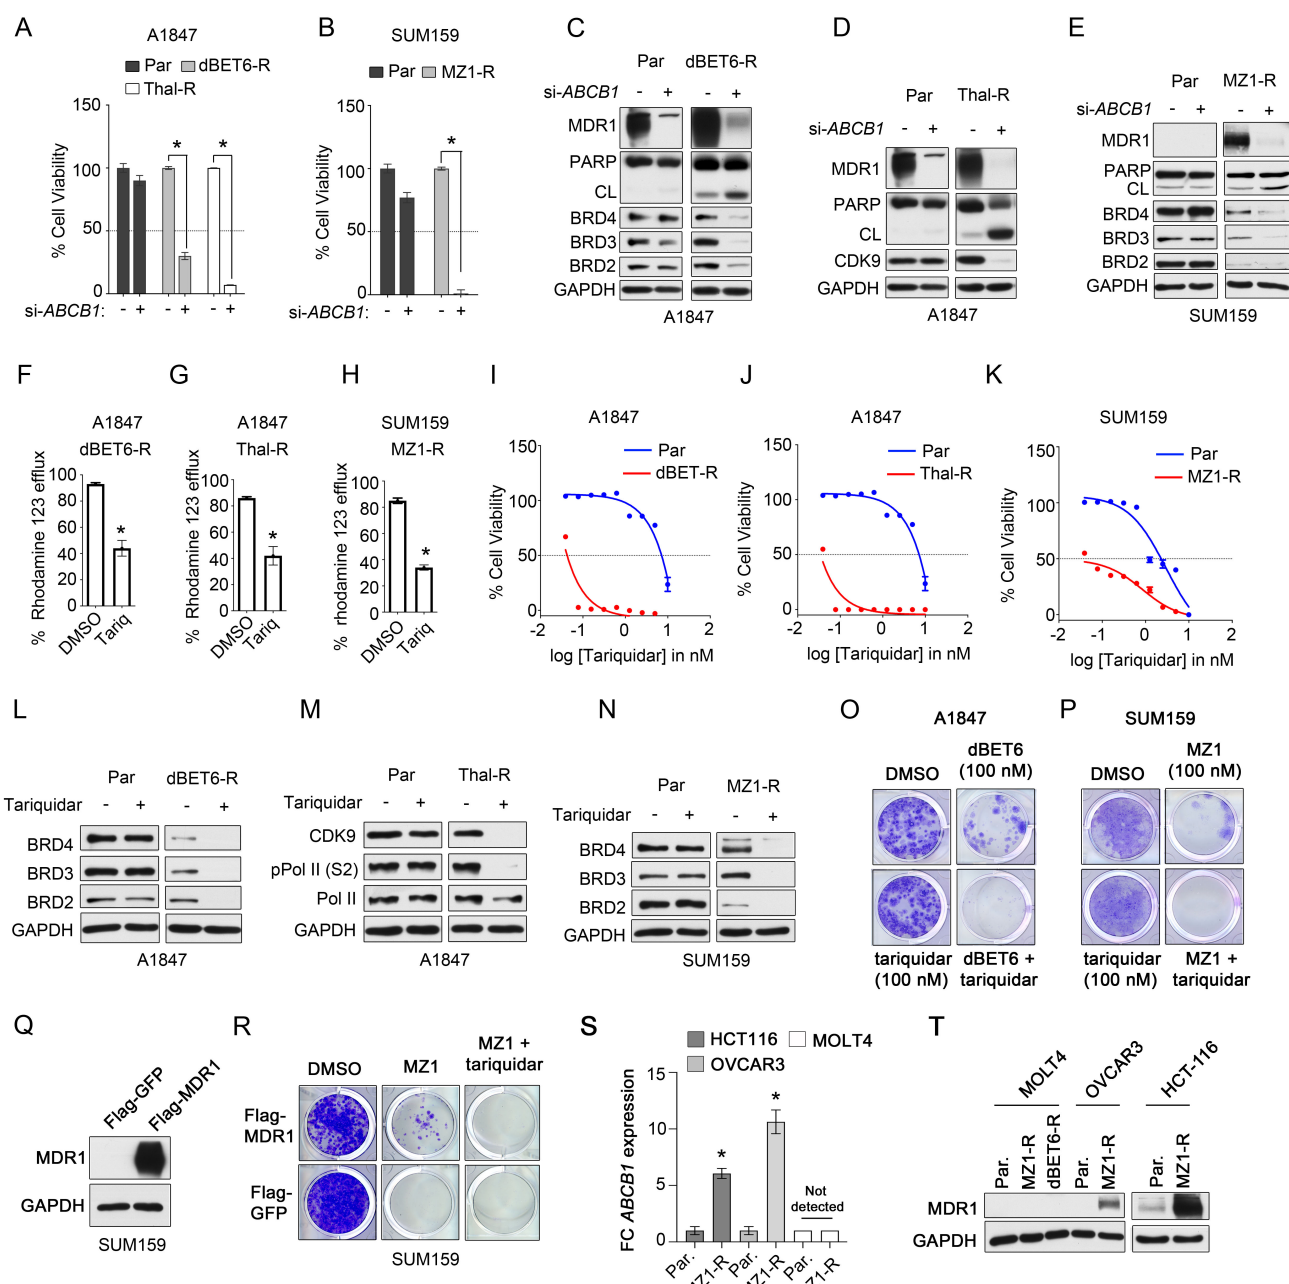 A
A1847
Par
dBET6-R
Thal-R
150
100
50
0
% Cell Viability
*
*
si-ABCB1:
- + - + - +
B
SUM159
Par
MZ1-R
150
100
50
0
% Cell Viability
*
si-ABCB1:
- + - +
C
Par dBET6-R
si-ABCB1 - + - +
MDR1
PARP
CL
BRD4
BRD3
BRD2
GAPDH
A1847
D
Par Thal-R
si-ABCB1 - + - +
MDR1
PARP
CL
CDK9
GAPDH
A1847
E
Par MZ1-R
si-ABCB1 - + - +
MDR1
PARP
CL
BRD4
BRD3
BRD2
GAPDH
SUM159
F
A1847
dBET6-R
% Rhodamine 123 efflux
100
80
60
40
20
0
*
DMSO
Tariq
G
A1847
Thal-R
% Rhodamine 123 efflux
100
80
60
40
20
0
*
DMSO
Tariq
H
SUM159
MZ1-R
% rhodamine 123 efflux
100
80
60
40
20
0
*
DMSO
Tariq
I
A1847
Par
dBET-R
% Cell Viability
150
100
50
0
-2 -1 0 1 2
log [Tariquidar] in nM
J
A1847
Par
Thal-R
% Cell Viability
150
100
50
0
-2 -1 0 1 2
log [Tariquidar] in nM
K
SUM159
Par
MZ1-R
% Cell Viability
150
100
50
0
-2 -1 0 1 2
log [Tariquidar] in nM
L
Par dBET6-R
Tariquidar - + - +
BRD4
BRD3
BRD2
GAPDH
A1847
M
Par Thal-R
Tariquidar - + - +
CDK9
pPol II (S2)
Pol II
GAPDH
A1847
N
Par MZ1-R
Tariquidar - + - +
BRD4
BRD3
BRD2
GAPDH
SUM159
O
A1847
dBET6
DMSO (100 nM)
tariquidar dBET6 +
(100 nM) tariquidar
P
SUM159
MZ1
DMSO (100 nM)
tariquidar MZ1 +
(100 nM) tariquidar
Q
Flag-GFP
Flag-MDR1
MDR1
GAPDH
SUM159
R
MZ1 +
DMSO MZ1 tariquidar
Flag-
MDR1
Flag-
GFP
SUM159
S
HCT116
MOLT4
OVCAR3
FC ABCB1 expression
15
10
5
0
*
*
Not
detected
Par.
MZ1-R
Par.
MZ1-R
Par.
MZ1-R
T
MOLT4
OVCAR3
HCT-116
Par.
MZ1-R
dBET6-R
Par.
MZ1-R
Par.
MZ1-R
MDR1
GAPDH